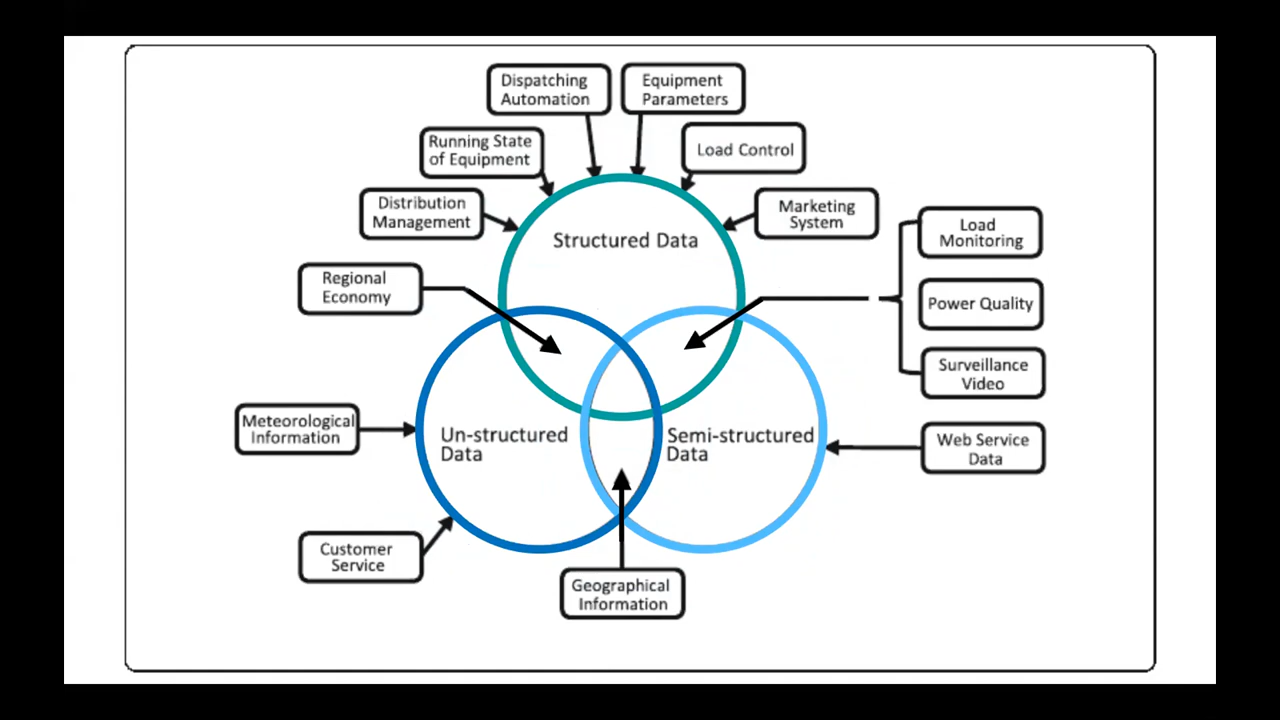 Dispatching
Automation
Equipment
Parameters
Running State
of Equipment
Load Control
Distribution
Management
Marketing
System
Structured Data
Load
Monitoring
Regional
Economy
Power Quality
Surveillance
Video
Meteorological
Information
Un-structured
Data
Semi-structured
Data
Web Service
Data
Customer
Service
Geographical
Information